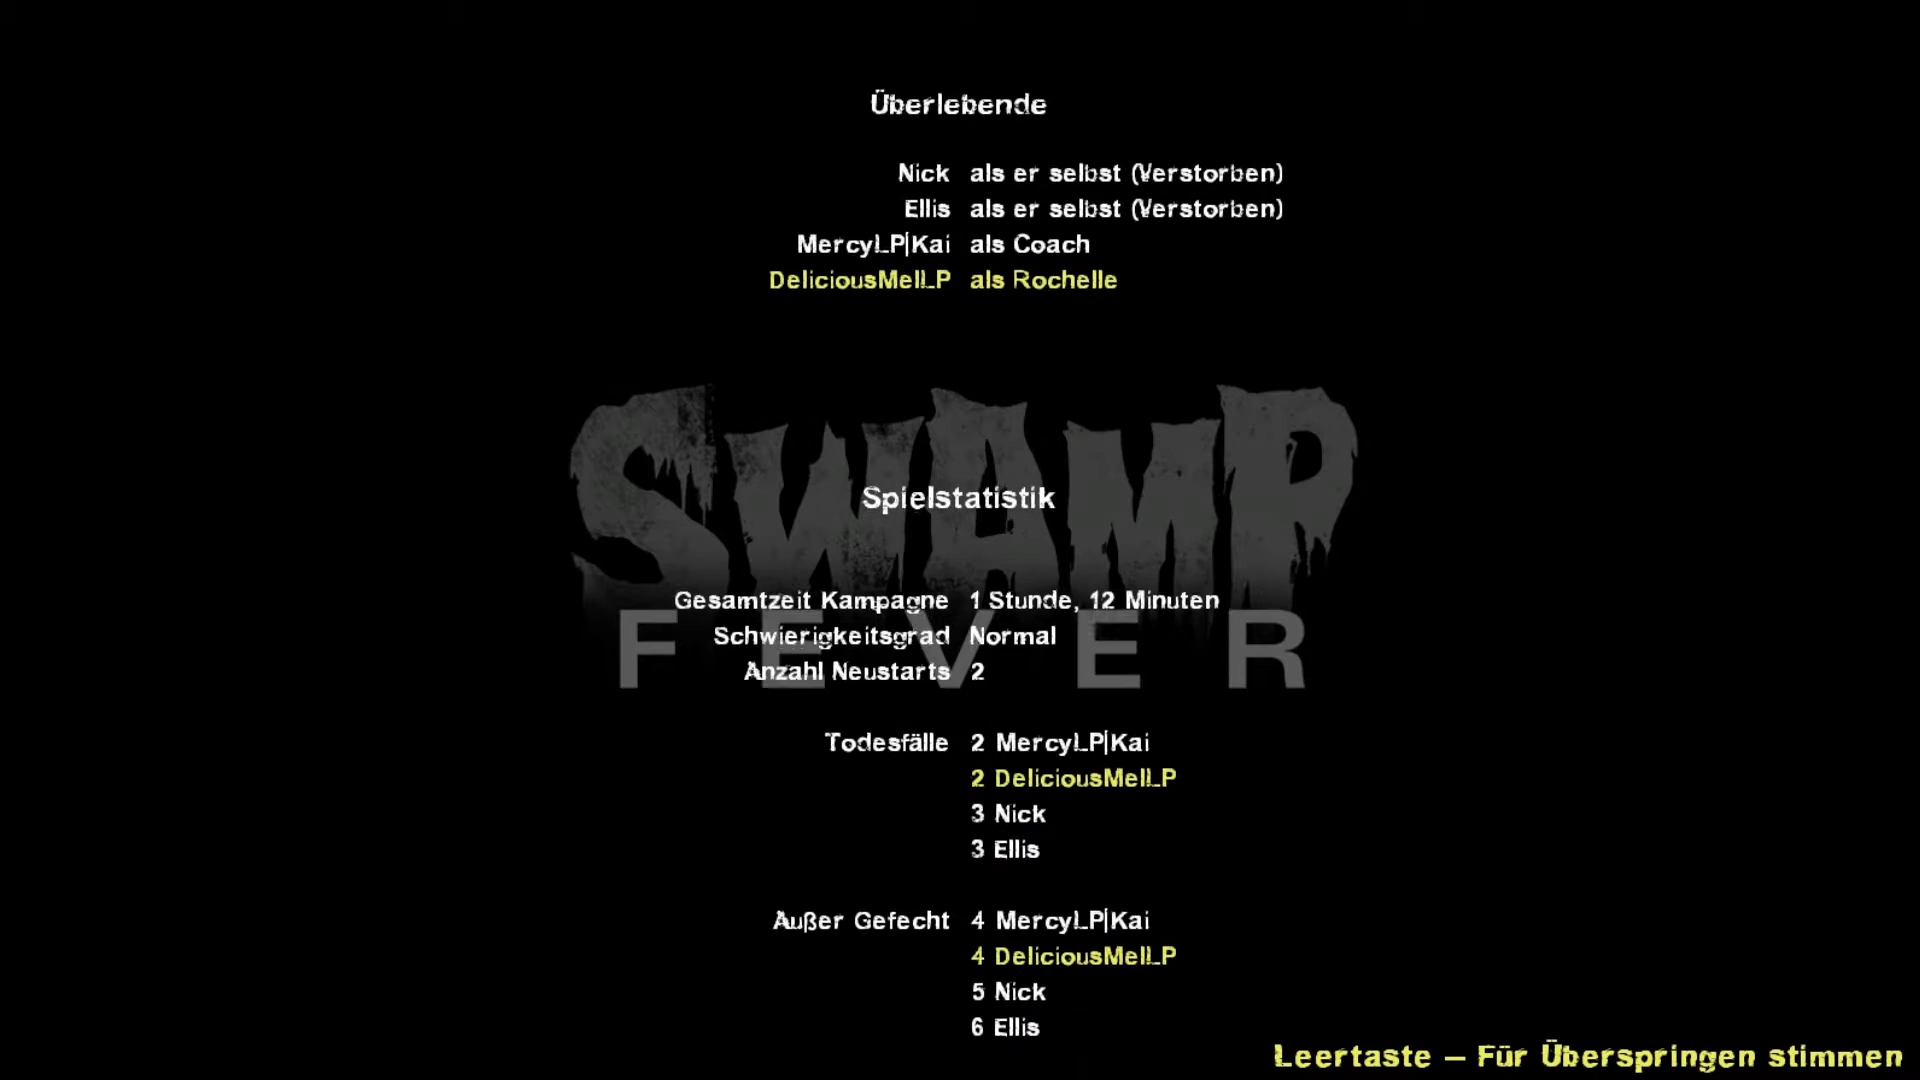 Überlebende
Nick als er selbst (Verstorben)
Ellis als er selbst (Verstorben)
MercyLP|Kai als Coach
DeliciousMelLP als Rochelle
SWAMP
Spielstatistik
Gesamtzeit Kampagne 1 Stunde, 12 Minuten
FEVER
Schwierigkeitsgrad Normal
Anzahl Neustarts 2
Todesfälle 2 MercyLP|Kai
2 DeliciousMelLP
3 Nick
3 Ellis
Außer Gefecht 4 MercyLP|Kai
4 DeliciousMelLP
5 Nick
6 Ellis
Leertaste – Für Überspringen stimmen